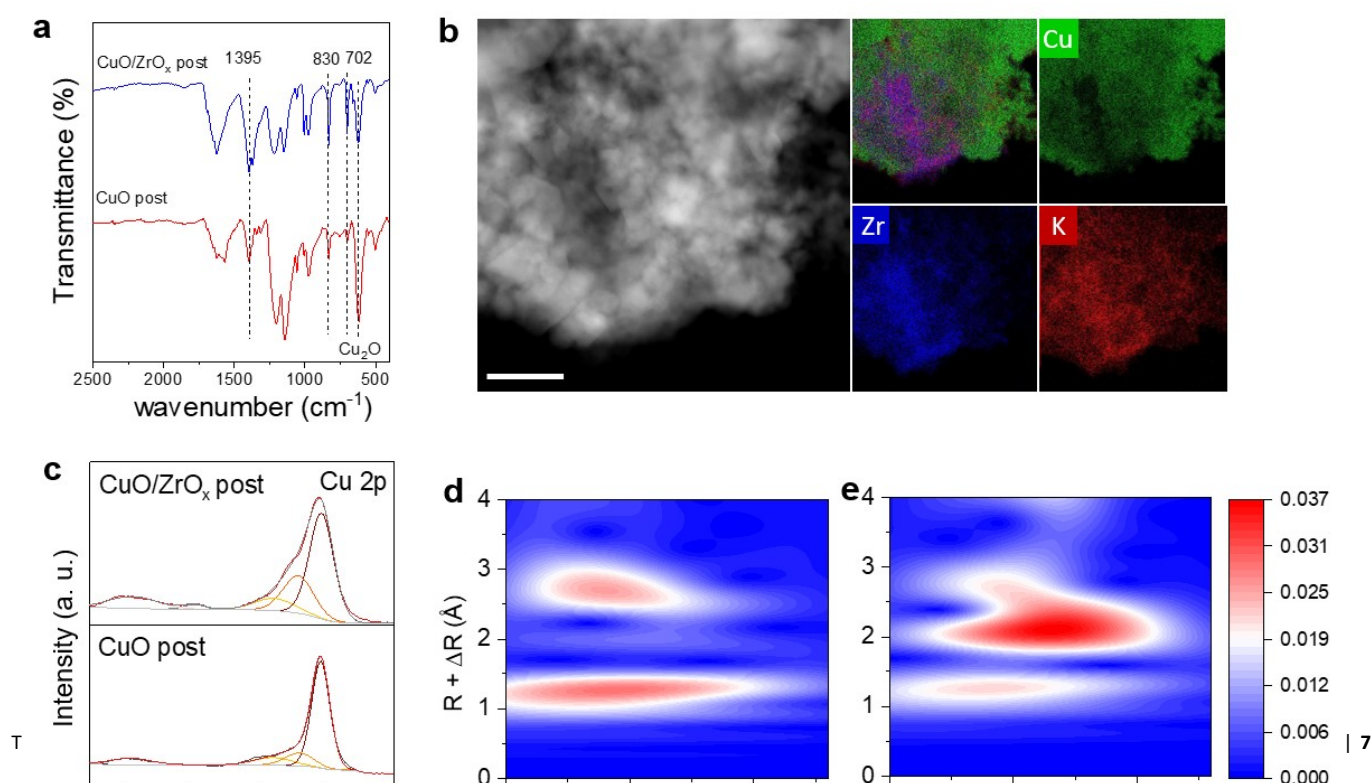 a
CuO/ZrOₓ post
1395
830
702
CuO post
Cu₂O
Transmittance (%)
2500
2000
1500
1000
500
wavenumber (cm⁻¹)
b
Cu
Zr
K
c
CuO/ZrOₓ post
Cu 2p
CuO post
Intensity (a. u.)
d
4
3
2
1
0
R + ΔR (Å)
e
4
3
2
1
0
0.037
0.031
0.025
0.019
0.012
0.006
0.000
T
| 7